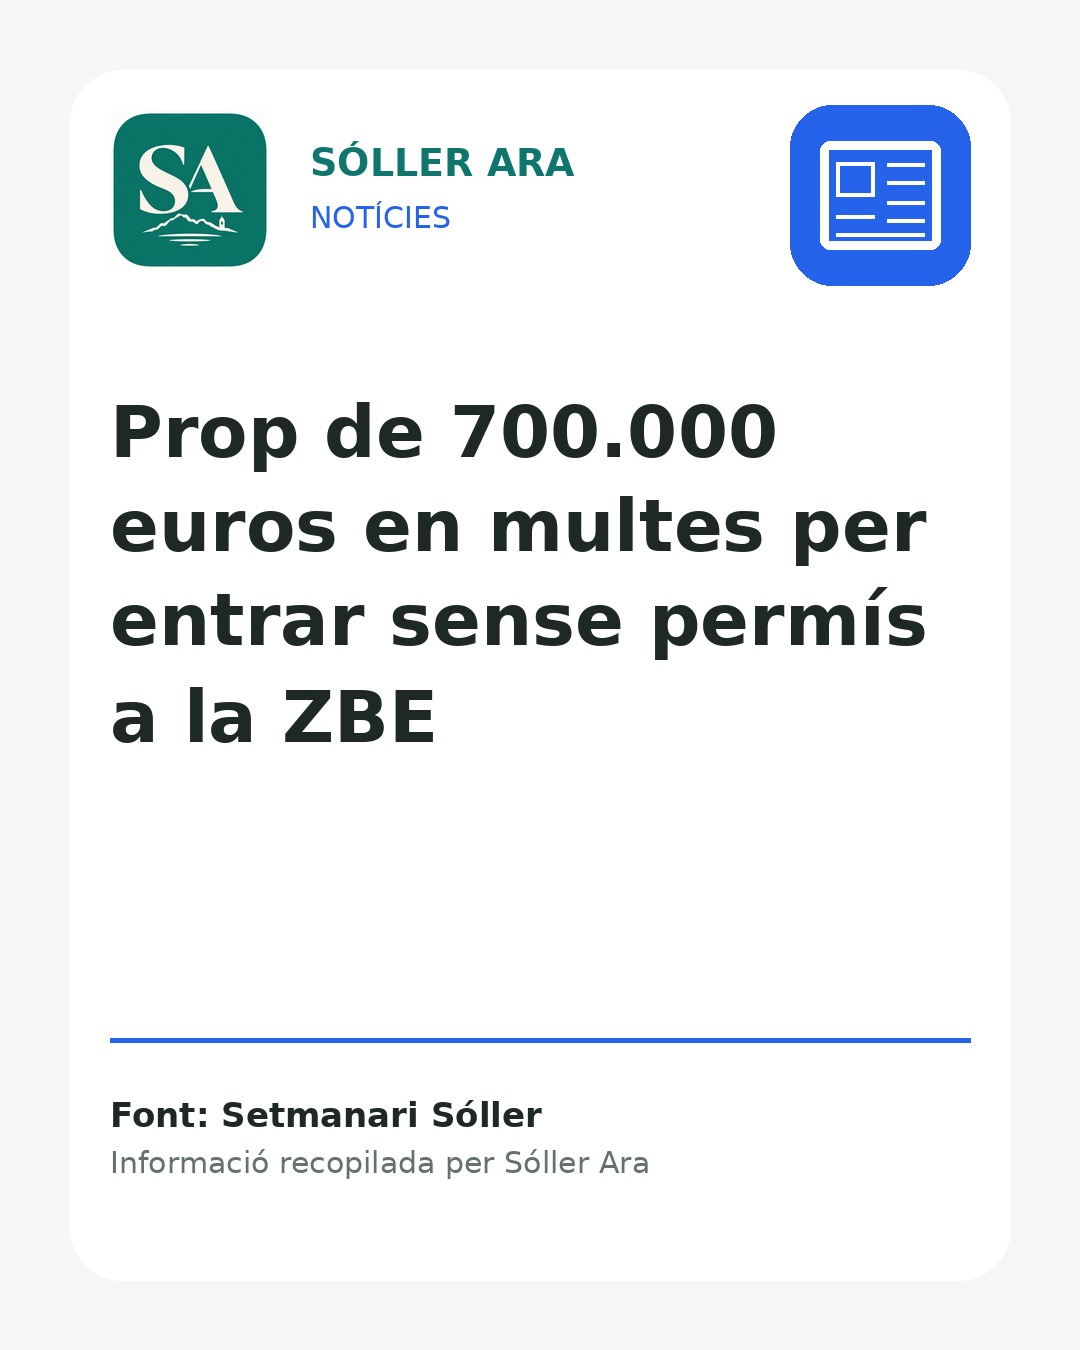 SA
SÓLLER ARA
NOTÍCIES
Prop de 700.000
euros en multes per
entrar sense permís
a la ZBE
Font: Setmanari Sóller
Informació recopilada per Sóller Ara